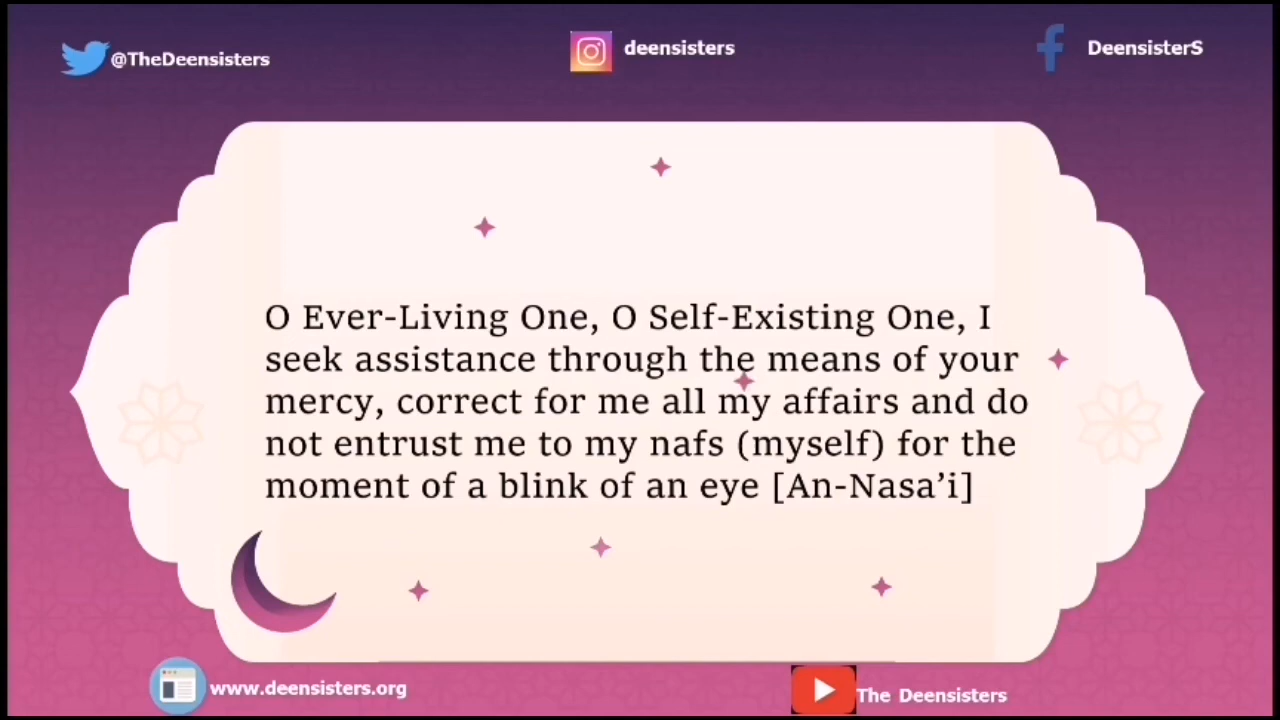 @TheDeensisters
deensisters
DeensisterS
O Ever-Living One, O Self-Existing One, I
seek assistance through the means of your
mercy, correct for me all my affairs and do
not entrust me to my nafs (myself) for the
moment of a blink of an eye [An-Nasa’i]
www.deensisters.org
The Deensisters